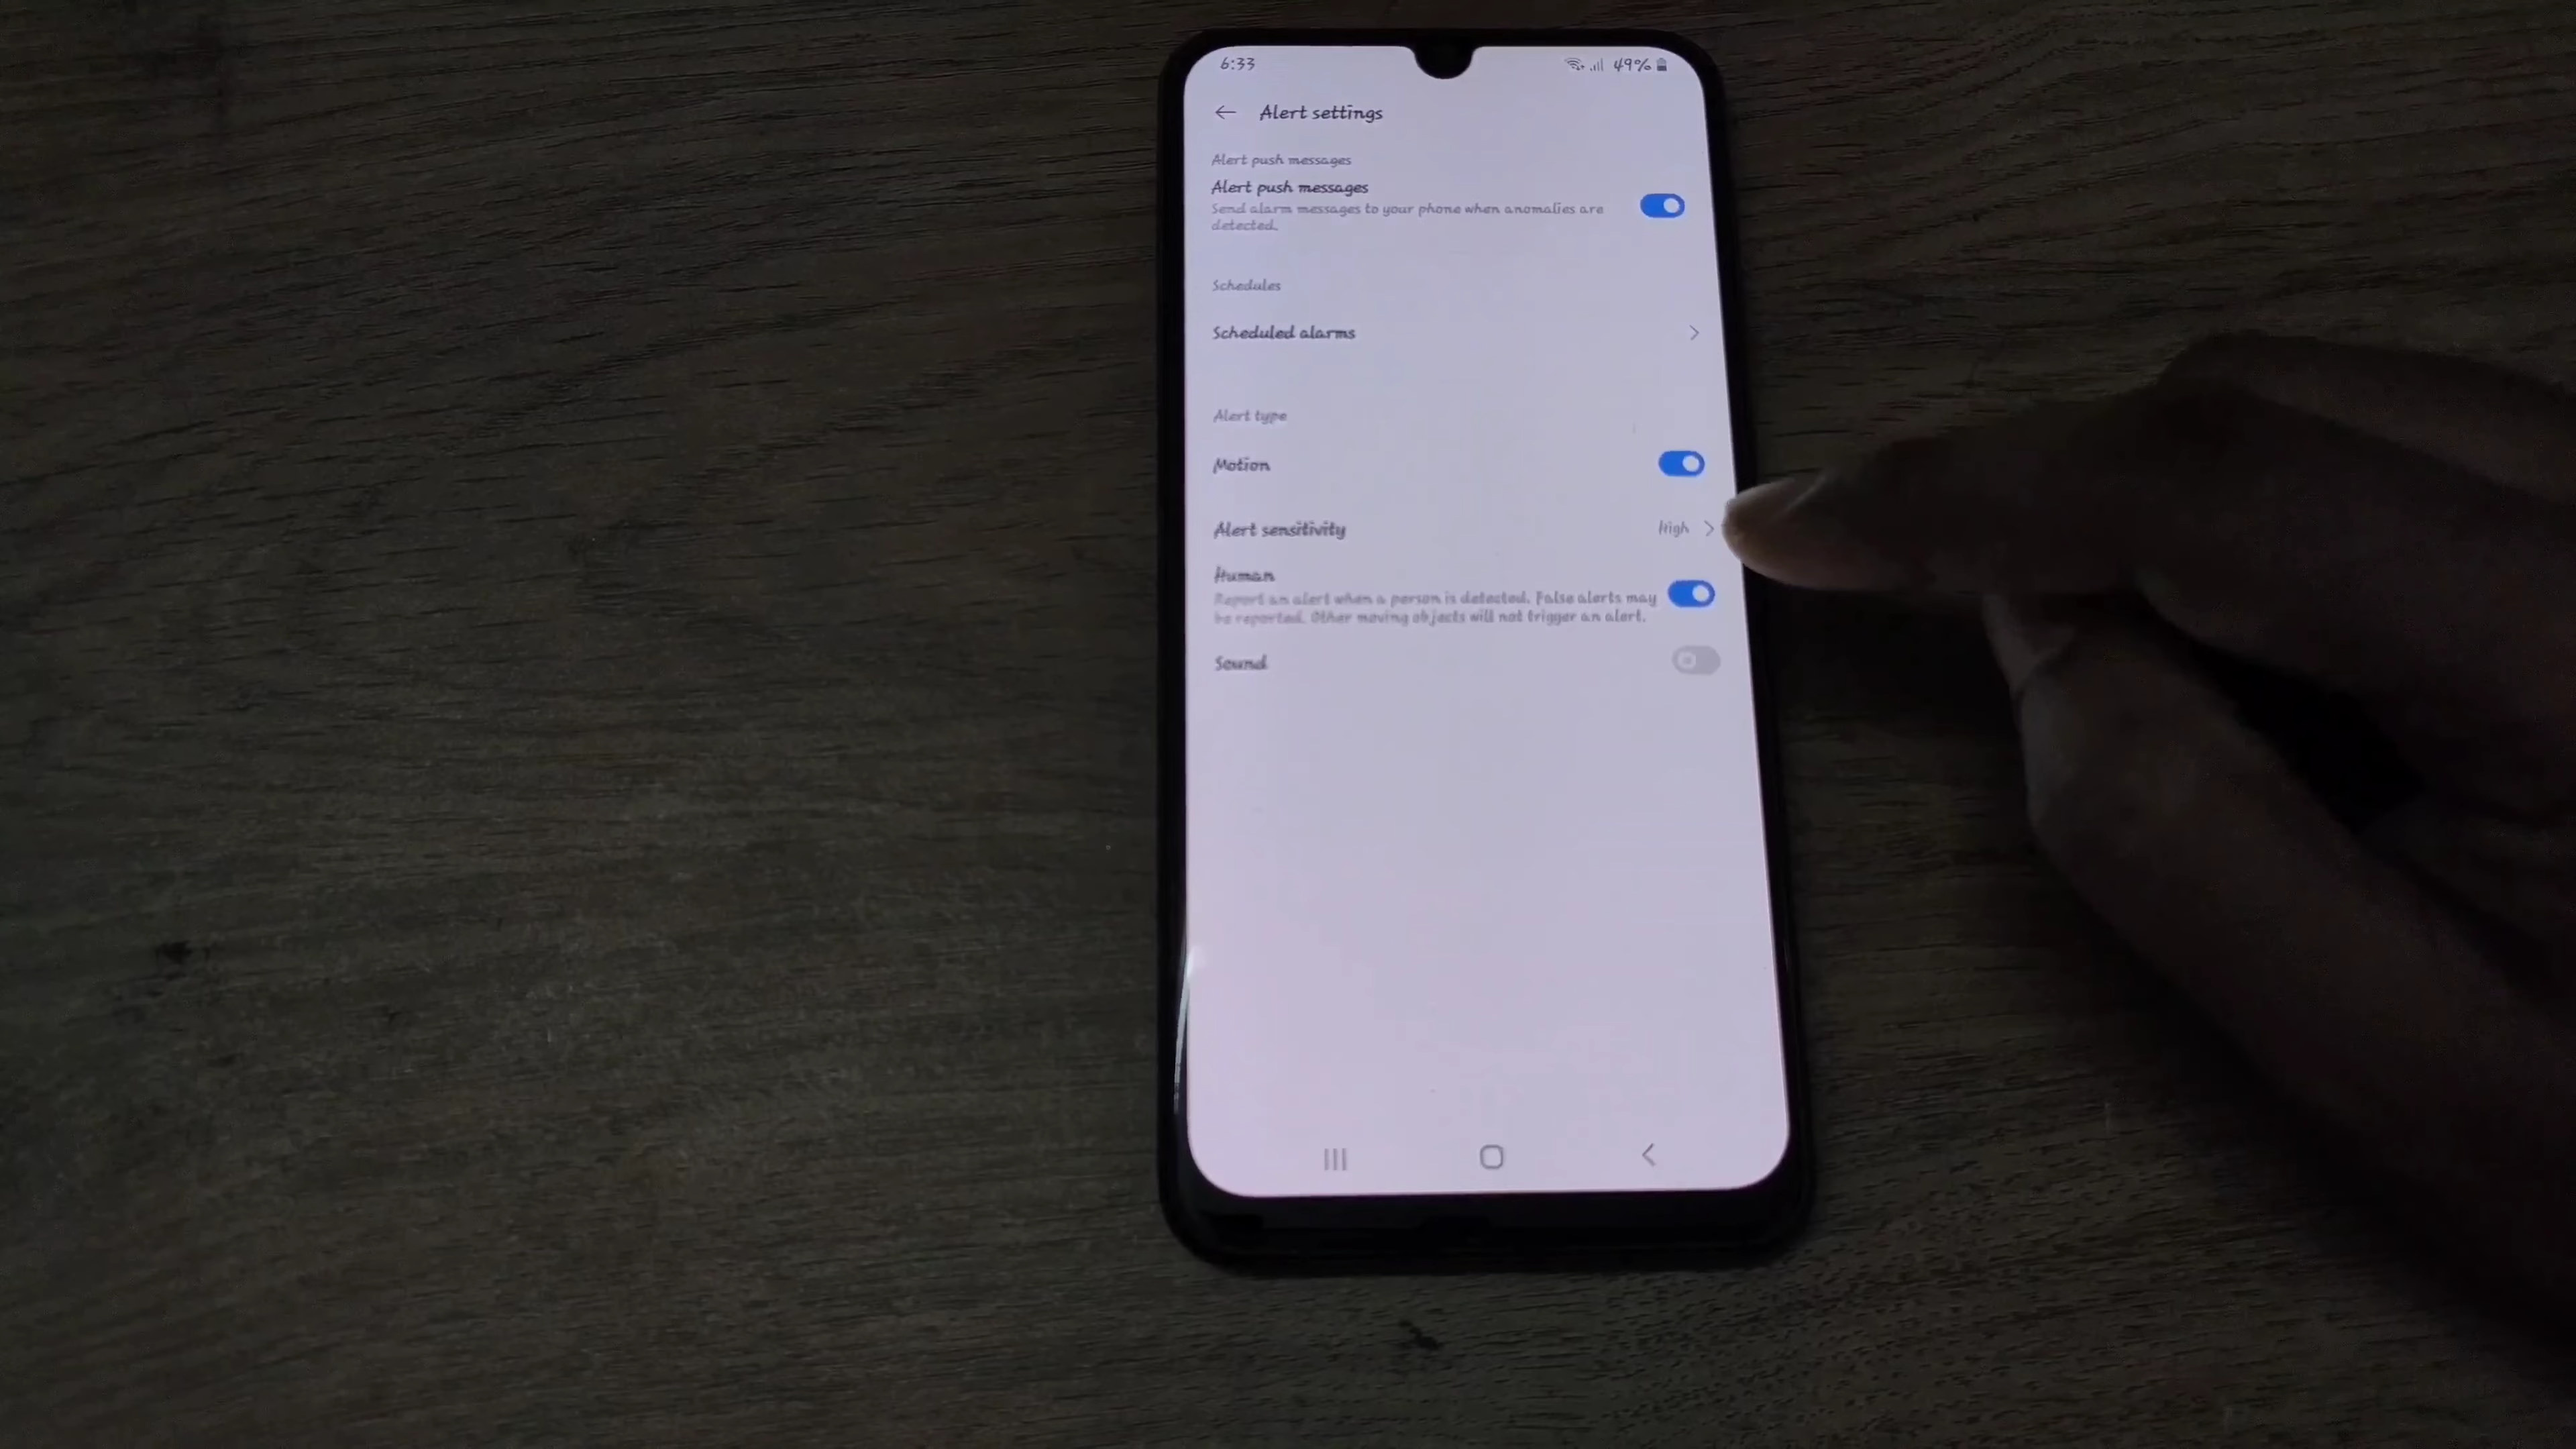 6:33
49%
Alert settings
Alert push messages
Alert push messages
Send alarm messages to your phone when anomalies are
detected.
Schedules
Scheduled alarms
Alert type
Motion
Alert sensitivity
High
Human
Report an alert when a person is detected. False alerts may
be reported. Other moving objects will not trigger an alert.
Sound